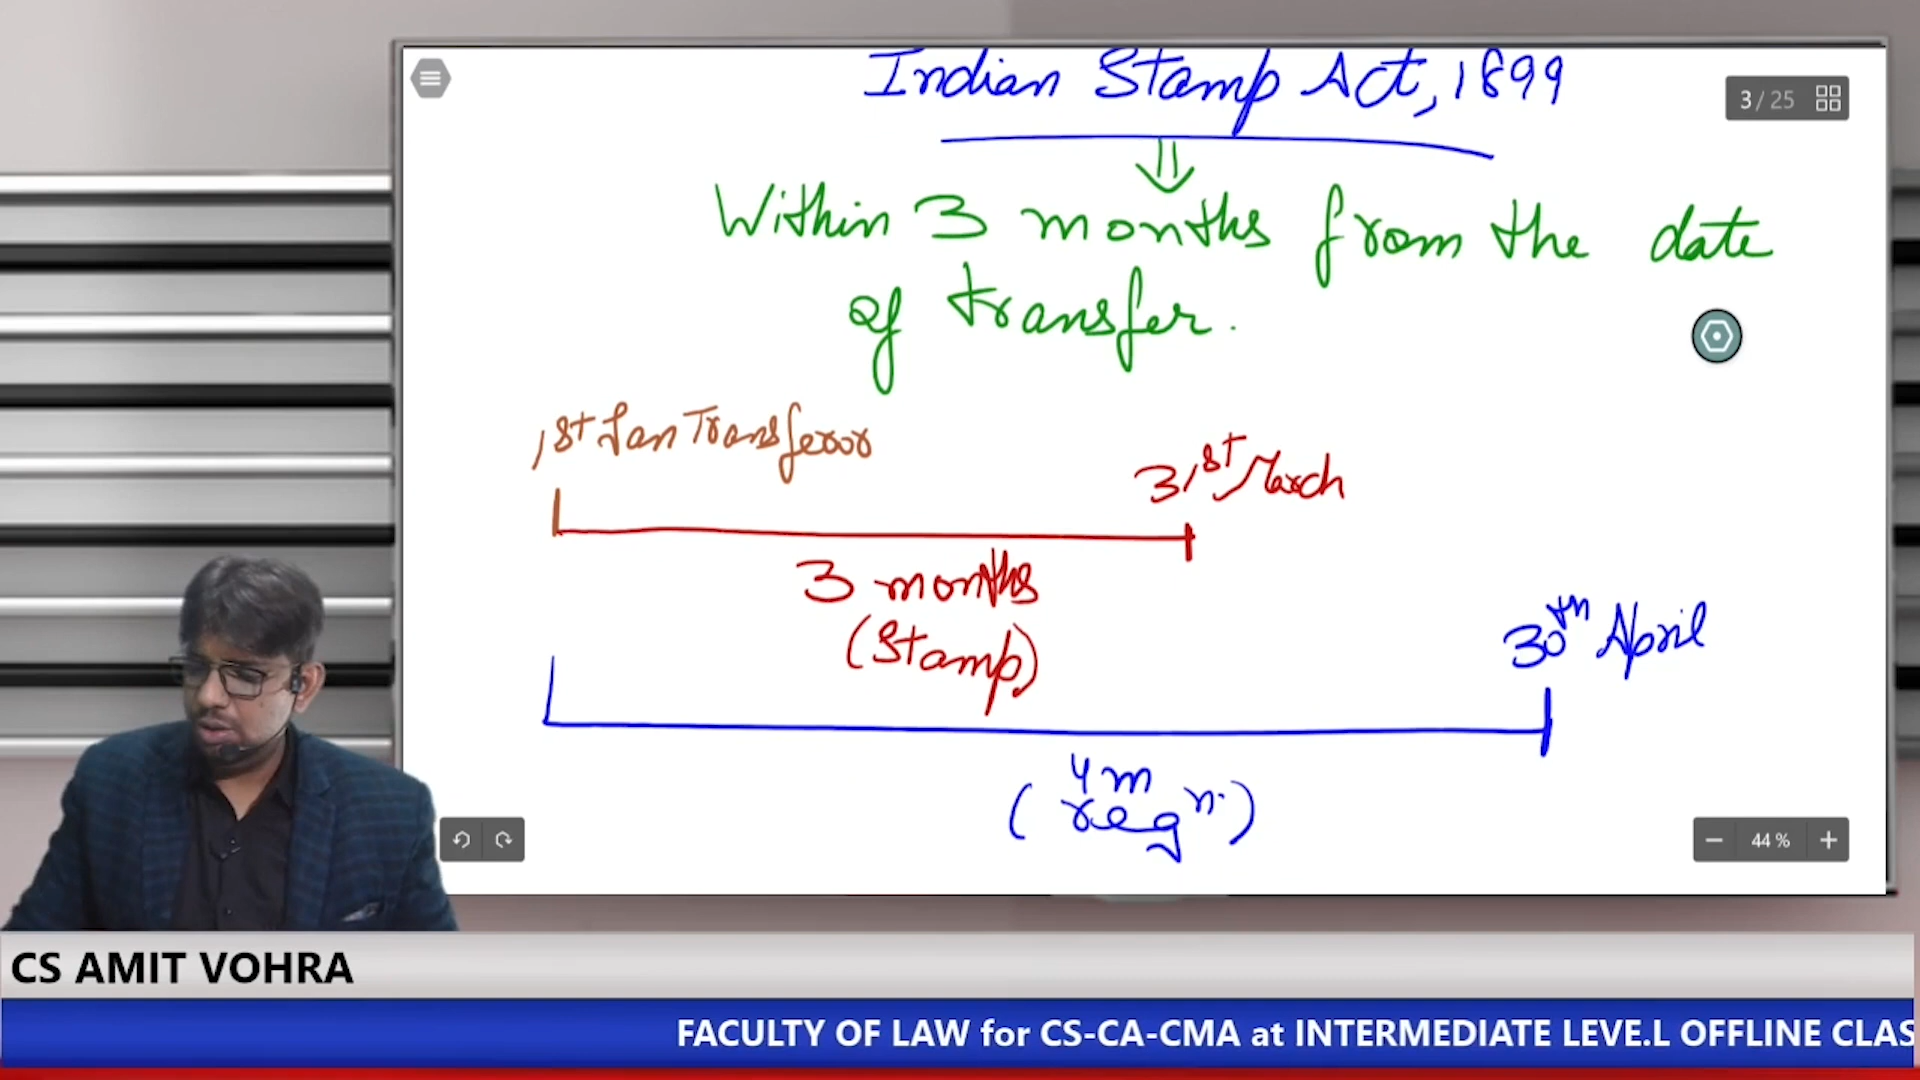 Indian Stamp Act, 1899
3 / 25
Within 3 months from the date
of transfer.
1st Jan Transferor
31st March
3 months
(Stamp)
30th April
4m
(regn.)
44 %
CS AMIT VOHRA
FACULTY OF LAW for CS-CA-CMA at INTERMEDIATE LEVE.L OFFLINE CLAS